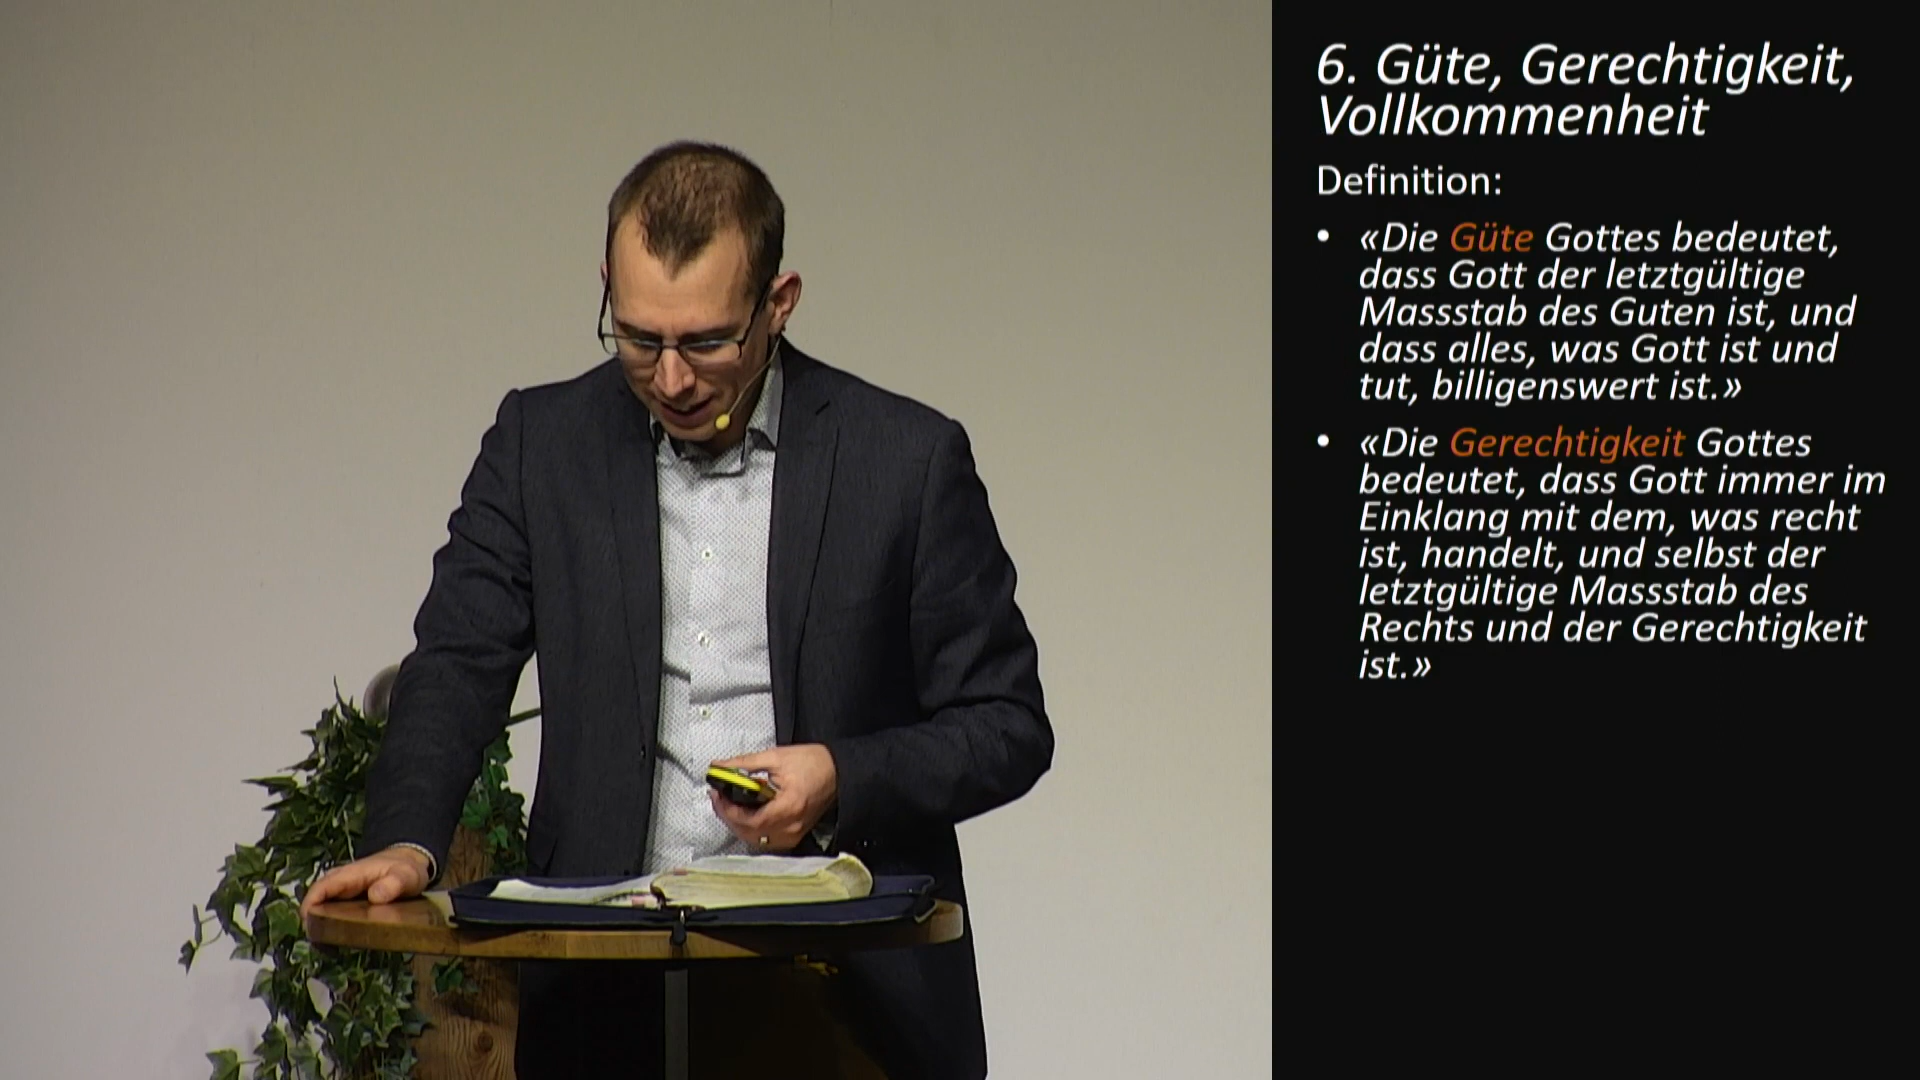 6. Güte, Gerechtigkeit,
Vollkommenheit
Definition:
• «Die Güte Gottes bedeutet,
dass Gott der letztgültige
Massstab des Guten ist, und
dass alles, was Gott ist und
tut, billigenswert ist.»
• «Die Gerechtigkeit Gottes
bedeutet, dass Gott immer im
Einklang mit dem, was recht
ist, handelt, und selbst der
letztgültige Massstab des
Rechts und der Gerechtigkeit
ist.»